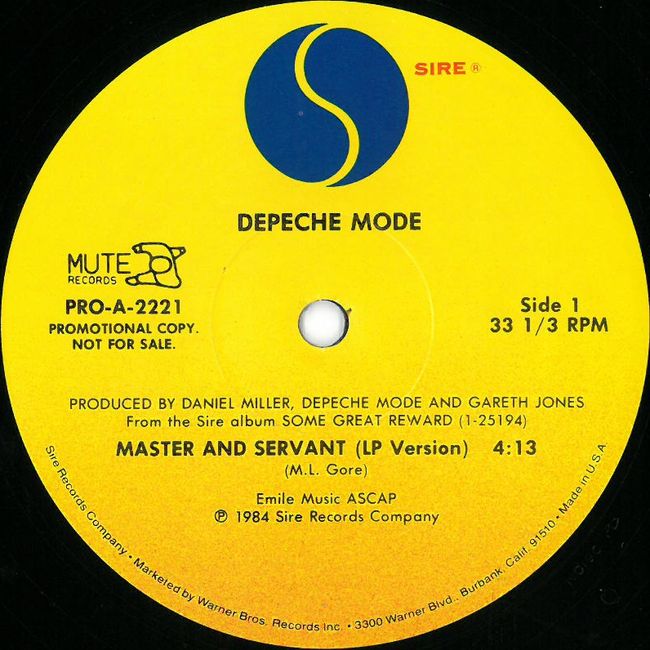 SIRE ®
DEPECHE MODE
MUTE
RECORDS
PRO-A-2221
PROMOTIONAL COPY.
NOT FOR SALE.
Side 1
33 1/3 RPM
PRODUCED BY DANIEL MILLER, DEPECHE MODE AND GARETH JONES
From the Sire album SOME GREAT REWARD (1-25194)
MASTER AND SERVANT (LP Version) 4:13
(M.L. Gore)
Emile Music ASCAP
℗ 1984 Sire Records Company
Sire Records Company • Marketed by Warner Bros. Records Inc. • 3300 Warner Blvd., Burbank, Calif. 91510 • Made in U.S.A.